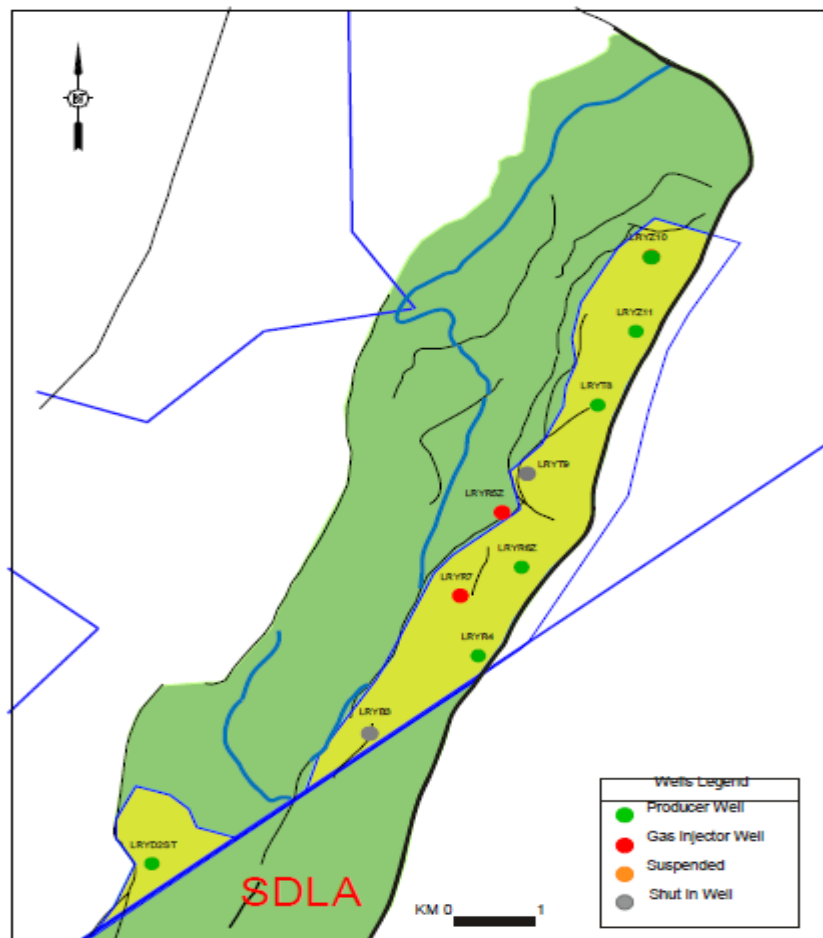 LRYZ10
LRYZ11
LRYT8
LRYT9
LRYR5Z
LRYR6Z
LRYR7
LRYR4
LRYB3
LRYD2ST
SDLA
KM 0 1
Wells Legend
Producer Well
Gas Injector Well
Suspended
Shut In Well